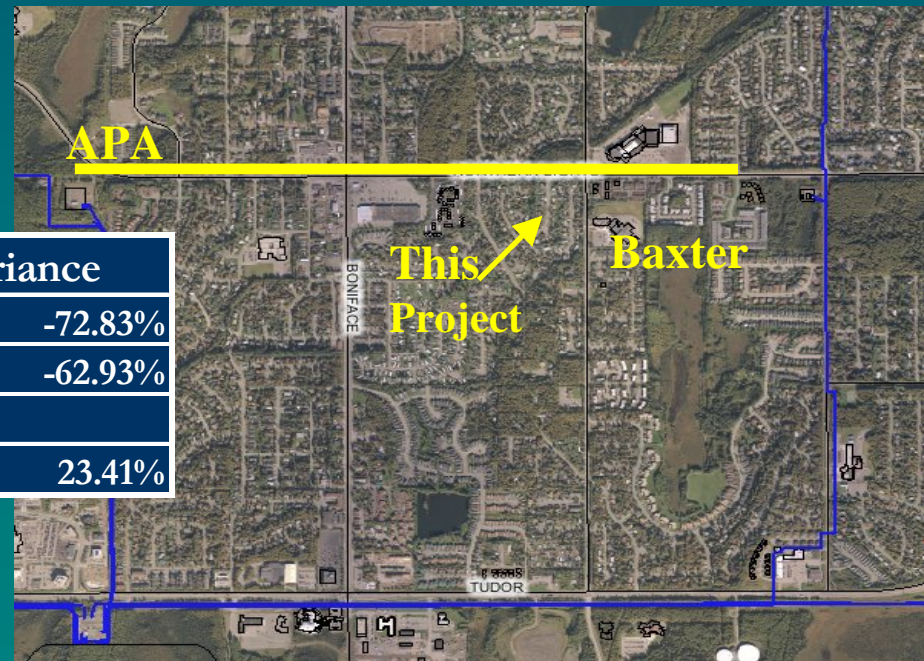 APA
This
Project
Baxter
BONIFACE
riance
-72.83%
-62.93%
23.41%
TUDOR